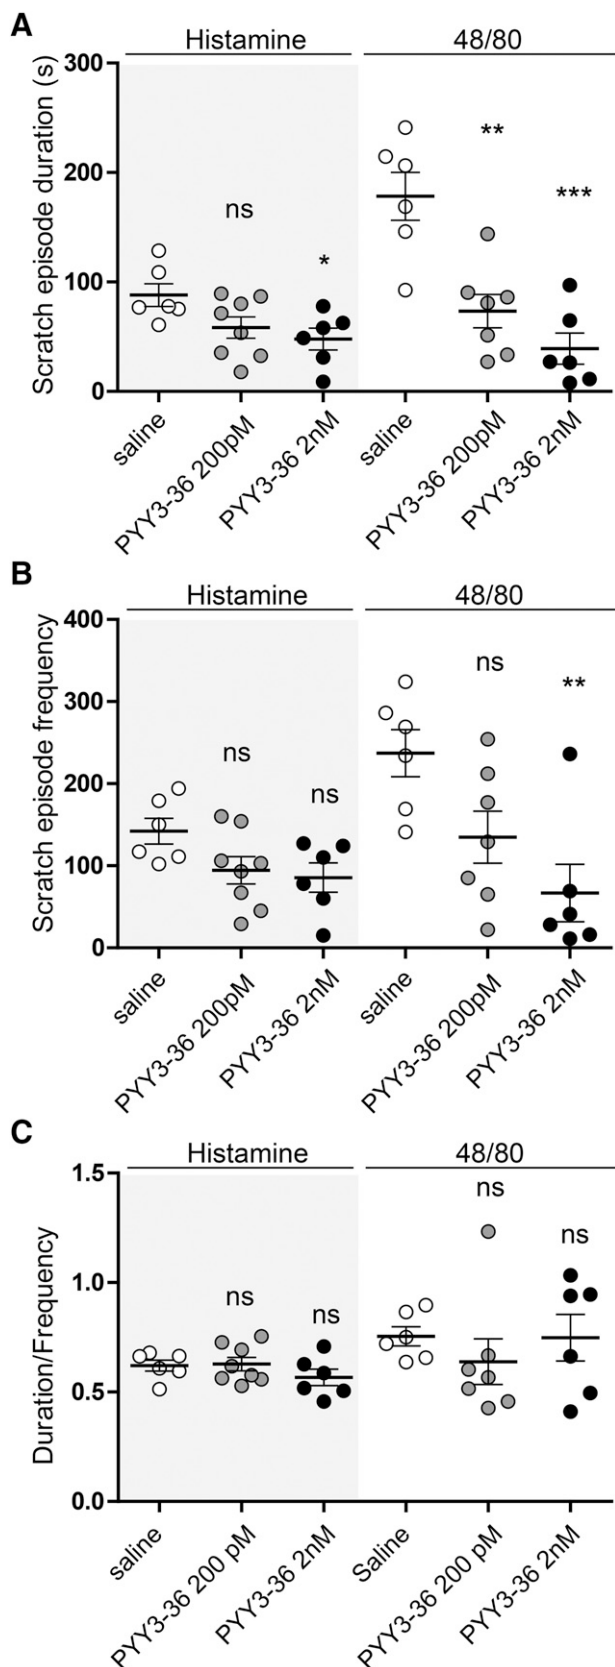 A
Histamine 48/80
Scratch episode duration (s)
300
200
100
0
ns
*
**
***
saline
PYY3-36 200pM
PYY3-36 2nM
saline
PYY3-36 200pM
PYY3-36 2nM
B
Histamine 48/80
Scratch episode frequency
400
300
200
100
0
ns
ns
ns
**
saline
PYY3-36 200pM
PYY3-36 2nM
saline
PYY3-36 200pM
PYY3-36 2nM
C
Histamine 48/80
Duration/Frequency
1.5
1.0
0.5
0.0
ns
ns
ns
ns
saline
PYY3-36 200 pM
PYY3-36 2nM
Saline
PYY3-36 200 pM
PYY3-36 2nM